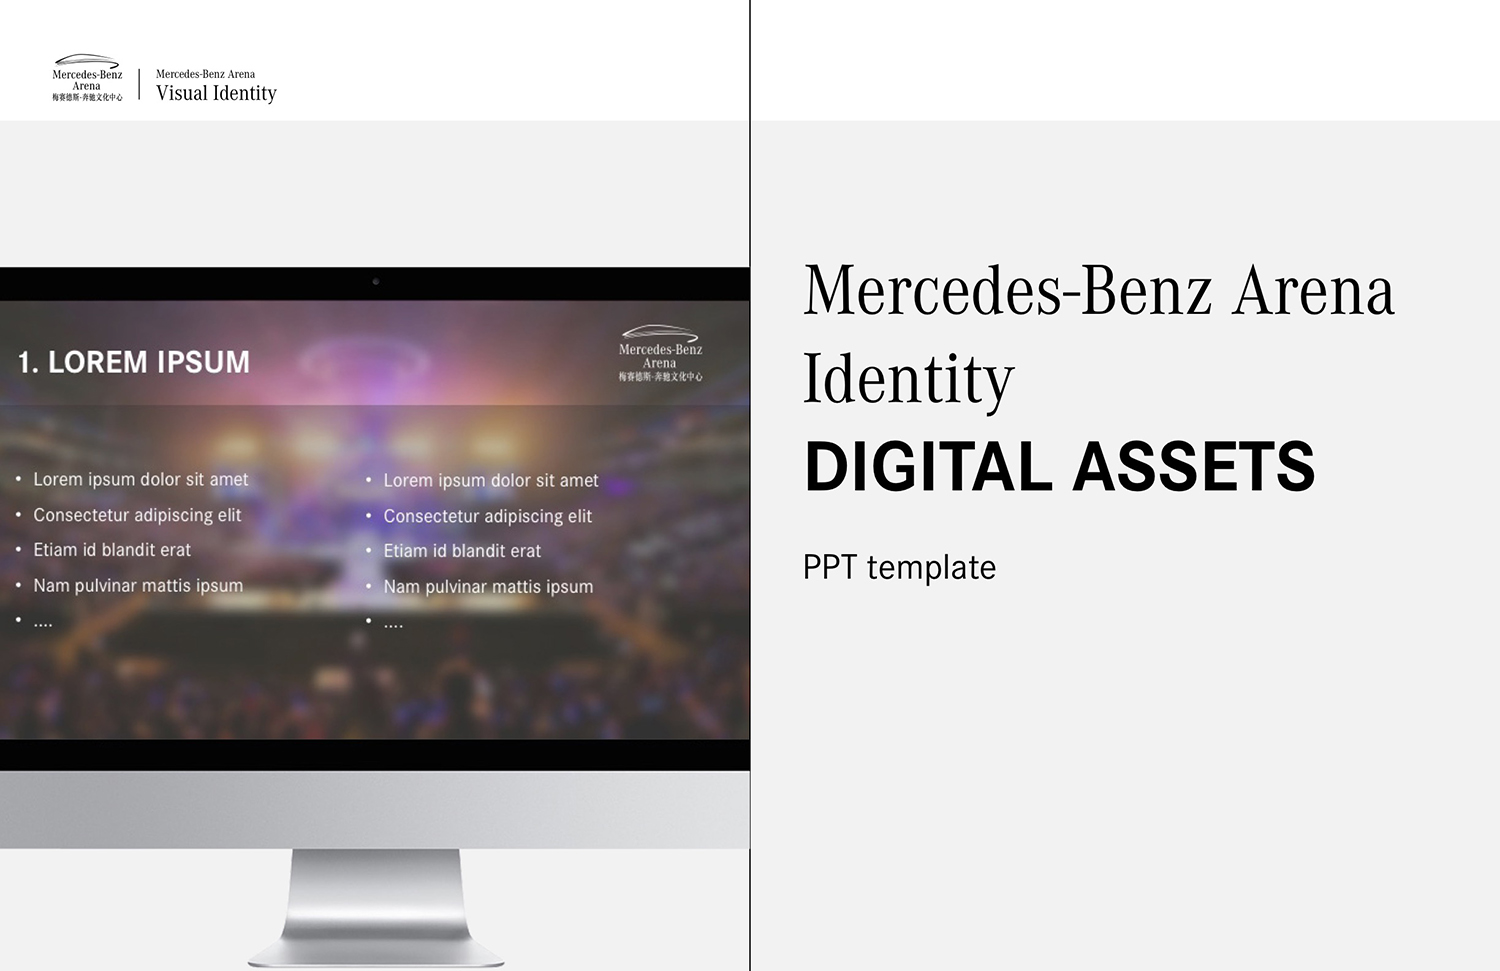 Mercedes-Benz
Arena
梅赛德斯-奔驰文化中心
Mercedes-Benz Arena
Visual Identity
1. LOREM IPSUM
Mercedes-Benz
Arena
梅赛德斯-奔驰文化中心
• Lorem ipsum dolor sit amet
• Consectetur adipiscing elit
• Etiam id blandit erat
• Nam pulvinar mattis ipsum
• ....
• Lorem ipsum dolor sit amet
• Consectetur adipiscing elit
• Etiam id blandit erat
• Nam pulvinar mattis ipsum
• ....
Mercedes-Benz Arena
Identity
DIGITAL ASSETS
PPT template